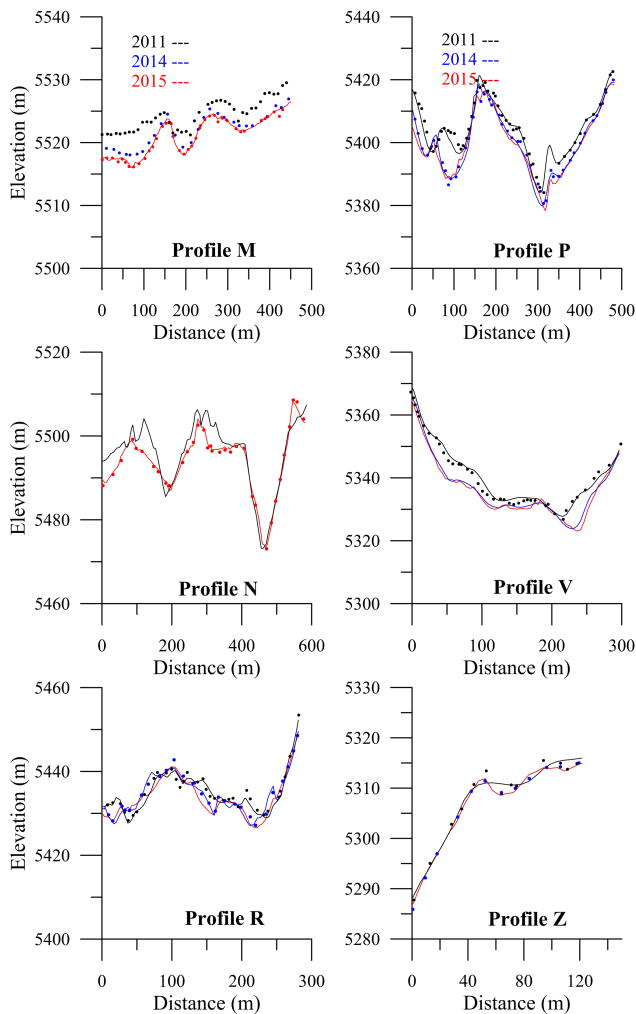 5540
5530
5520
5510
5500
Elevation (m)
2011 ---
2014 ---
2015 ---
Profile M
0 100 200 300 400 500
Distance (m)
5440
5420
5400
5380
5360
2011 ---
2014 ---
2015 ---
Profile P
0 100 200 300 400 500
Distance (m)
5520
5500
5480
5460
Elevation (m)
Profile N
0 200 400 600
Distance (m)
5380
5360
5340
5320
5300
Profile V
0 100 200 300
Distance (m)
5460
5440
5420
5400
Elevation (m)
Profile R
0 100 200 300
Distance (m)
5330
5320
5310
5300
5290
5280
Profile Z
0 40 80 120
Distance (m)